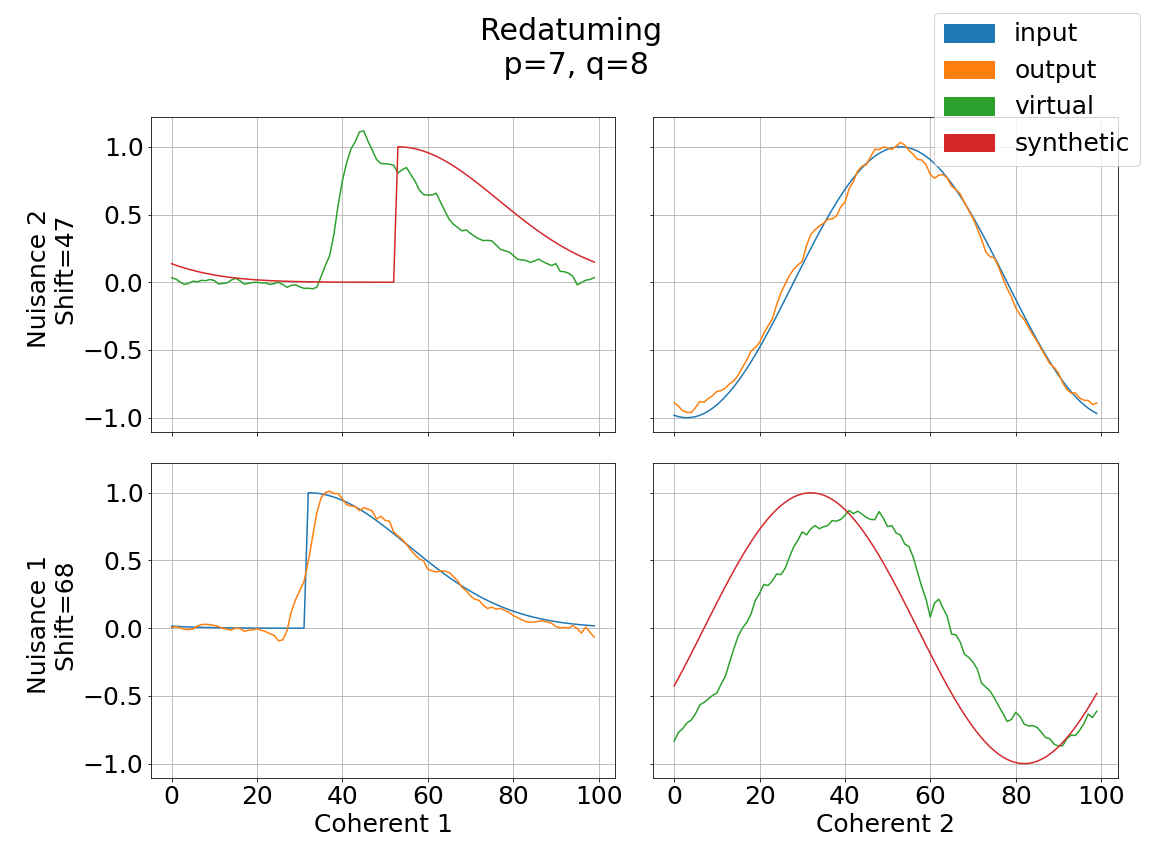 Redatuming
p=7, q=8
input
output
virtual
synthetic
Nuisance 2
Shift=47
1.0
0.5
0.0
−0.5
−1.0
Nuisance 1
Shift=68
1.0
0.5
0.0
−0.5
−1.0
0 20 40 60 80 100
Coherent 1
0 20 40 60 80 100
Coherent 2